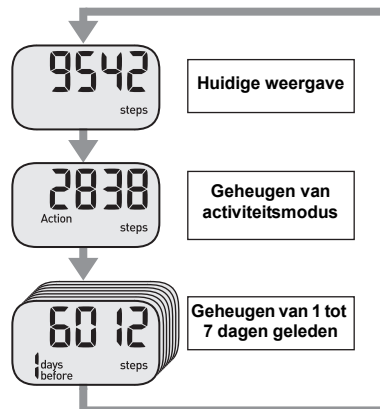 9542
steps
Huidige weergave
2838
Action
steps
Geheugen van
activiteitsmodus
6012
1 days
before
steps
Geheugen van 1 tot
7 dagen geleden